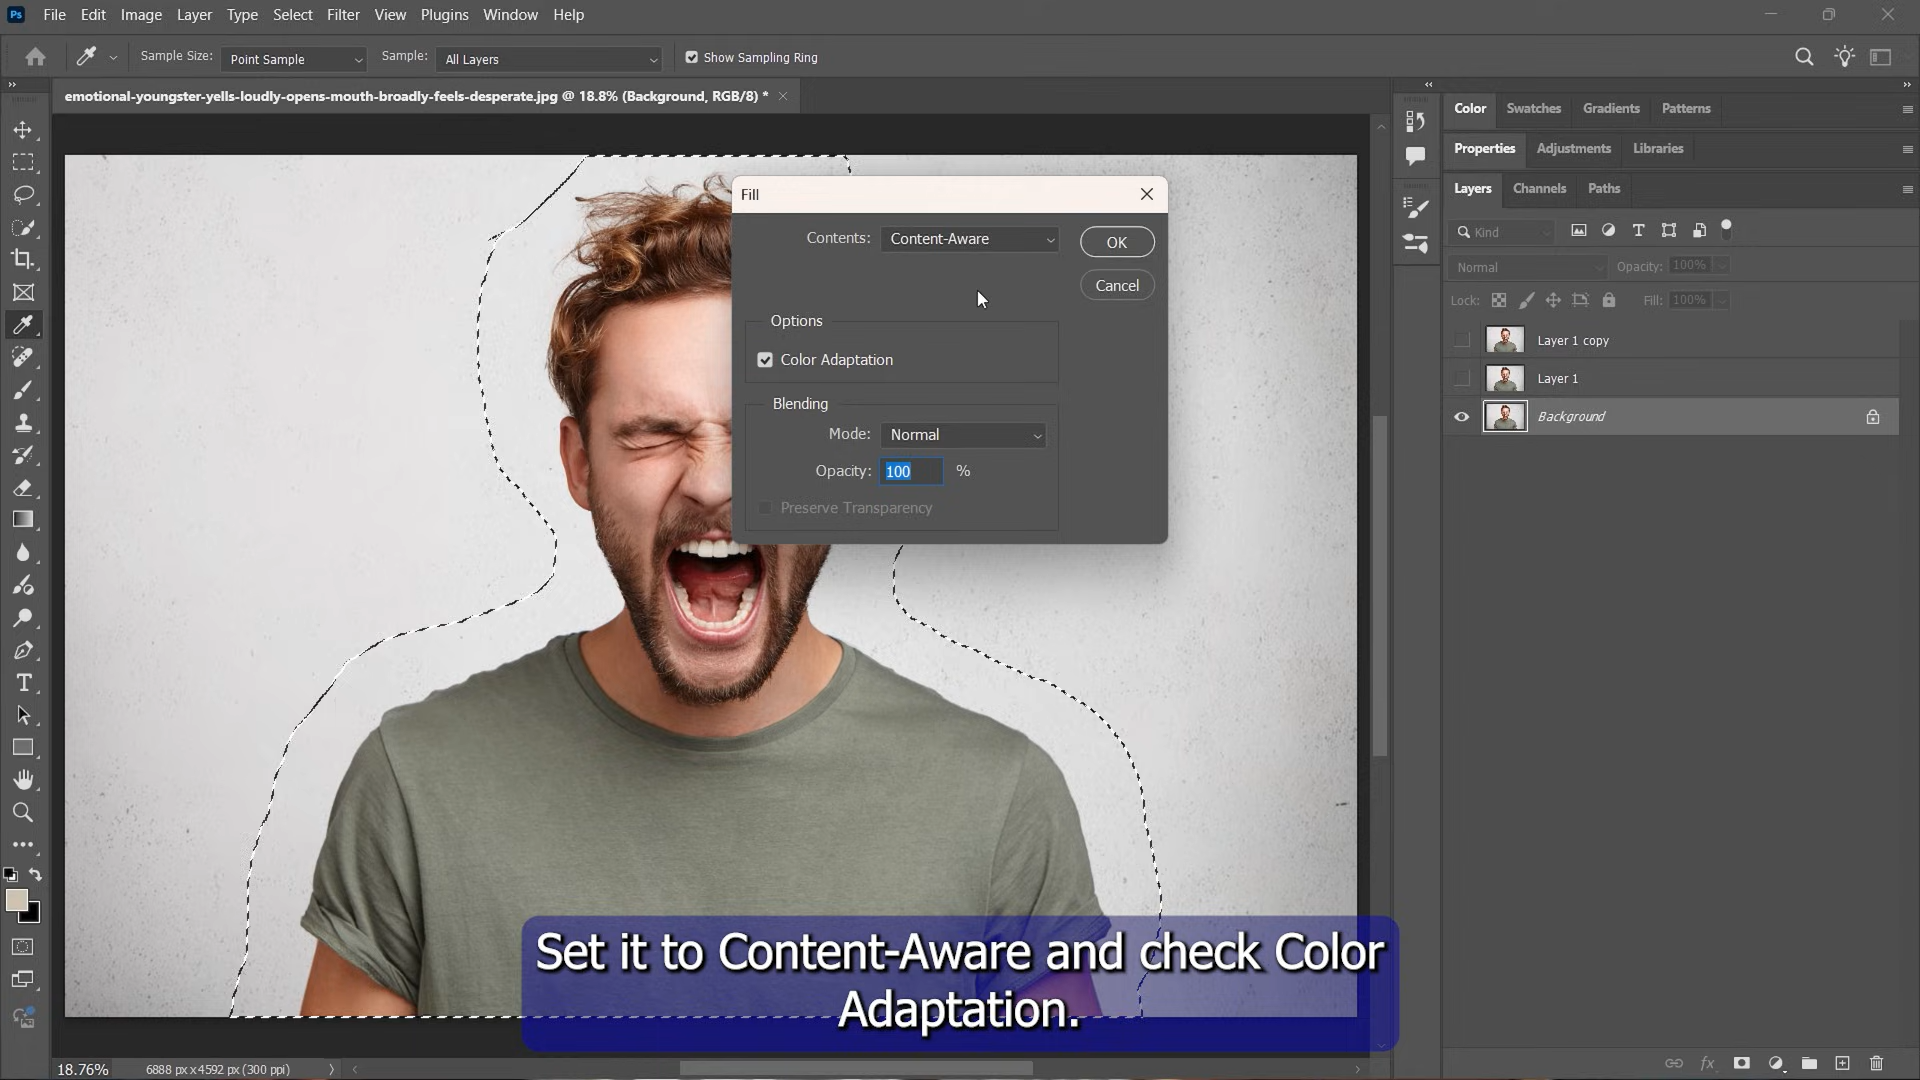 Ps File Edit Image Layer Type Select Filter View Plugins Window Help
Sample Size: Point Sample Sample: All Layers Show Sampling Ring
emotional-youngster-yells-loudly-opens-mouth-broadly-feels-desperate.jpg @ 18.8% (Background, RGB/8) *
Color Swatches Gradients Patterns
Properties Adjustments Libraries
Layers Channels Paths
Kind
Normal Opacity: 100%
Lock: Fill: 100%
Layer 1 copy
Layer 1
Background
Fill
Contents: Content-Aware
OK
Cancel
Options
Color Adaptation
Blending
Mode: Normal
Opacity: 100 %
Preserve Transparency
Set it to Content-Aware and check Color
Adaptation.
18.76% 6888 px x 4592 px (300 ppi)
fx